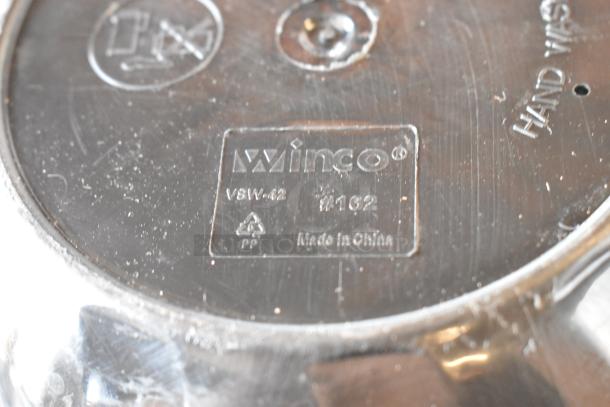 HAND WAS
Winco®
VSW-42 #162
PP Made in China